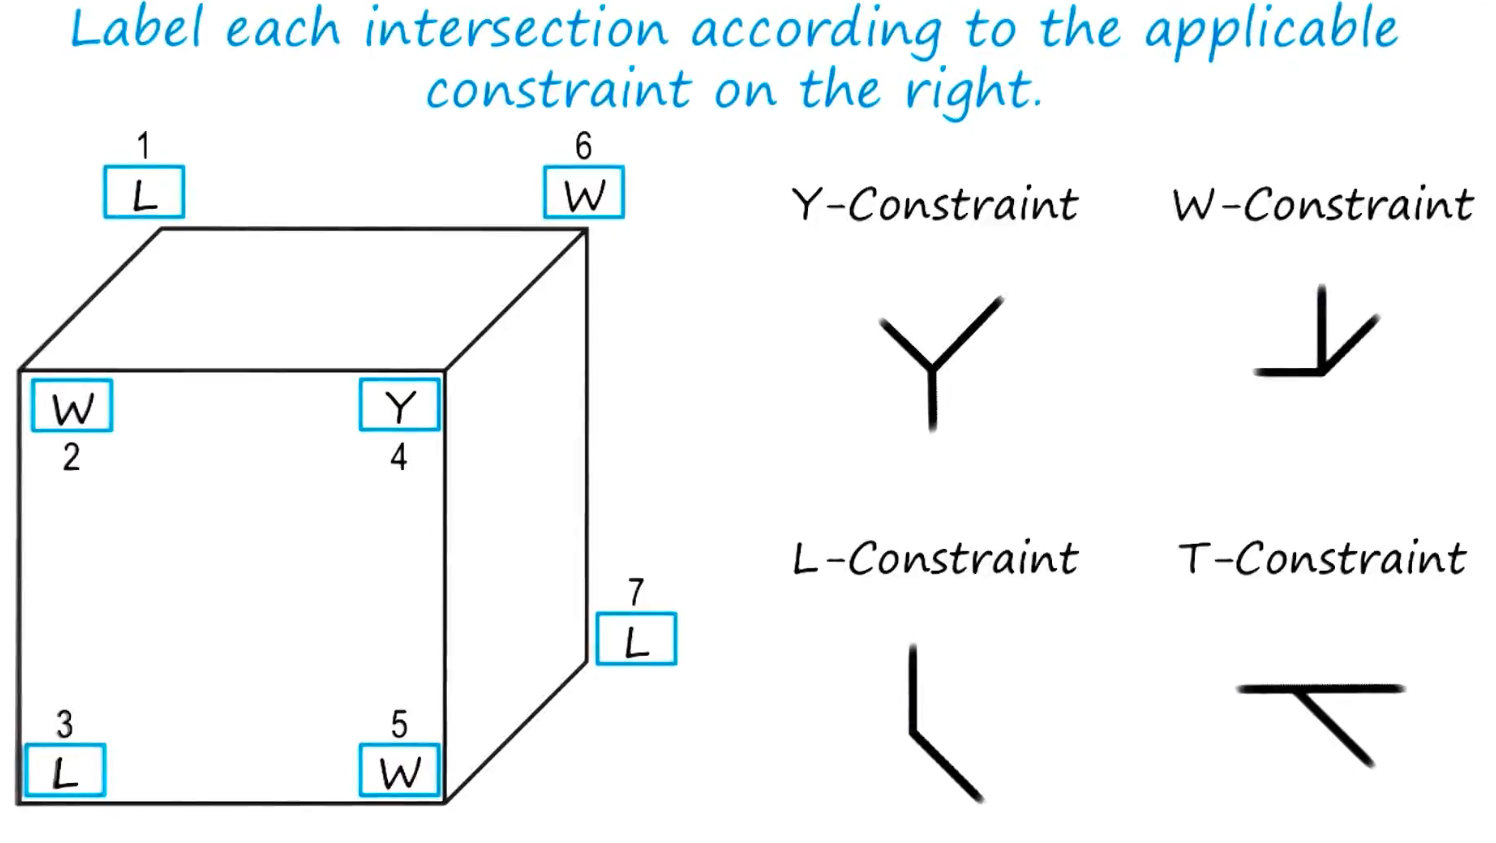 Label each intersection according to the applicable
constraint on the right.
1
L
6
W
W
2
Y
4
3
L
5
W
7
L
Y-Constraint
W-Constraint
L-Constraint
T-Constraint